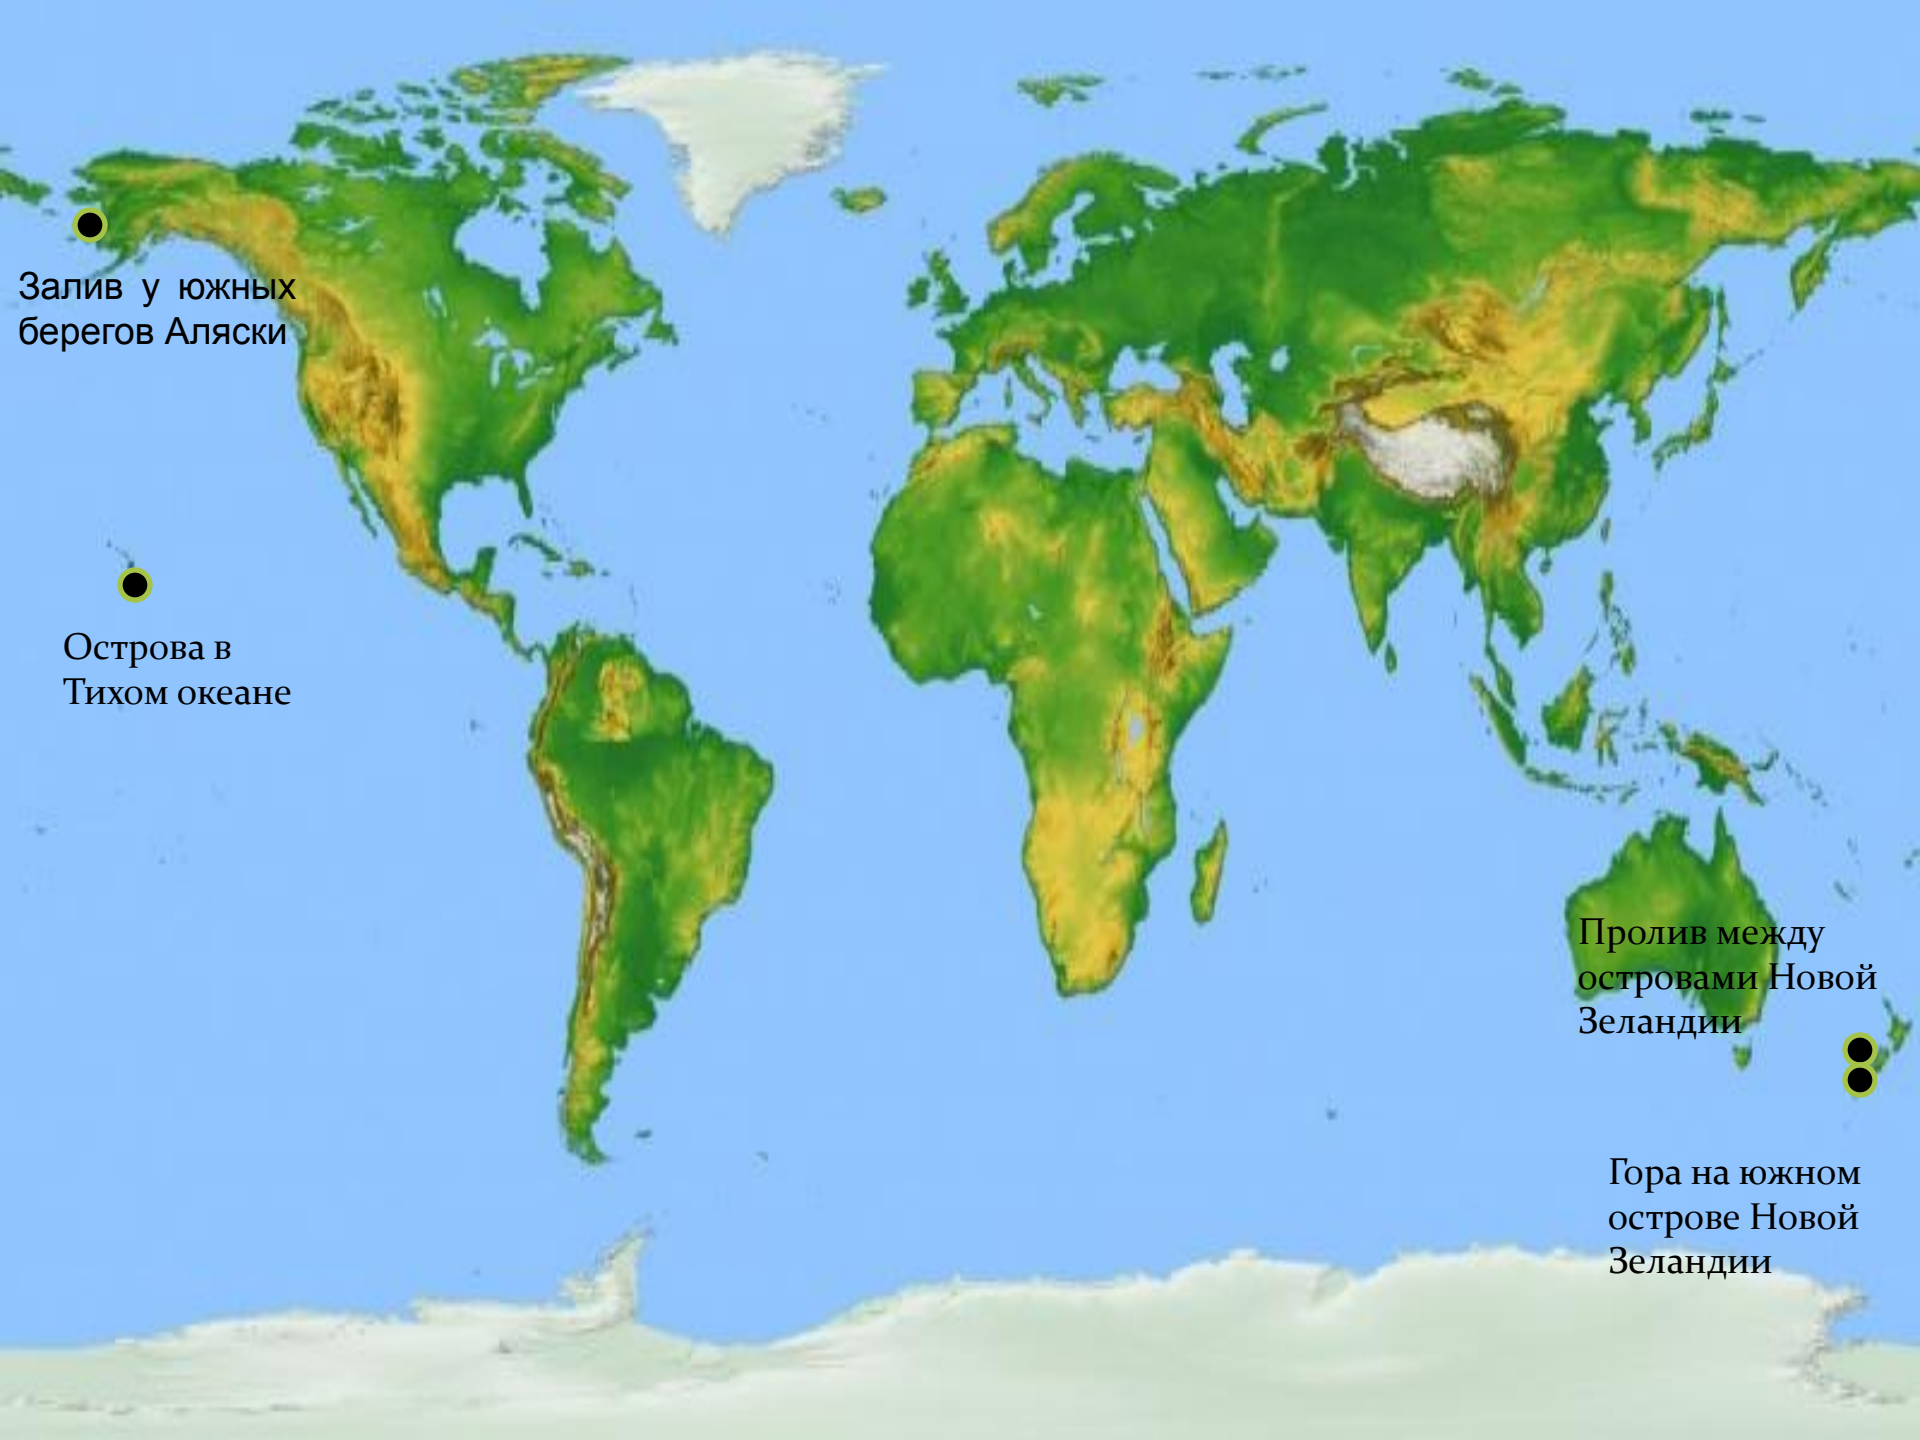 Залив у южных
берегов Аляски
Острова в
Тихом океане
Пролив между
островами Новой
Зеландии
Гора на южном
острове Новой
Зеландии